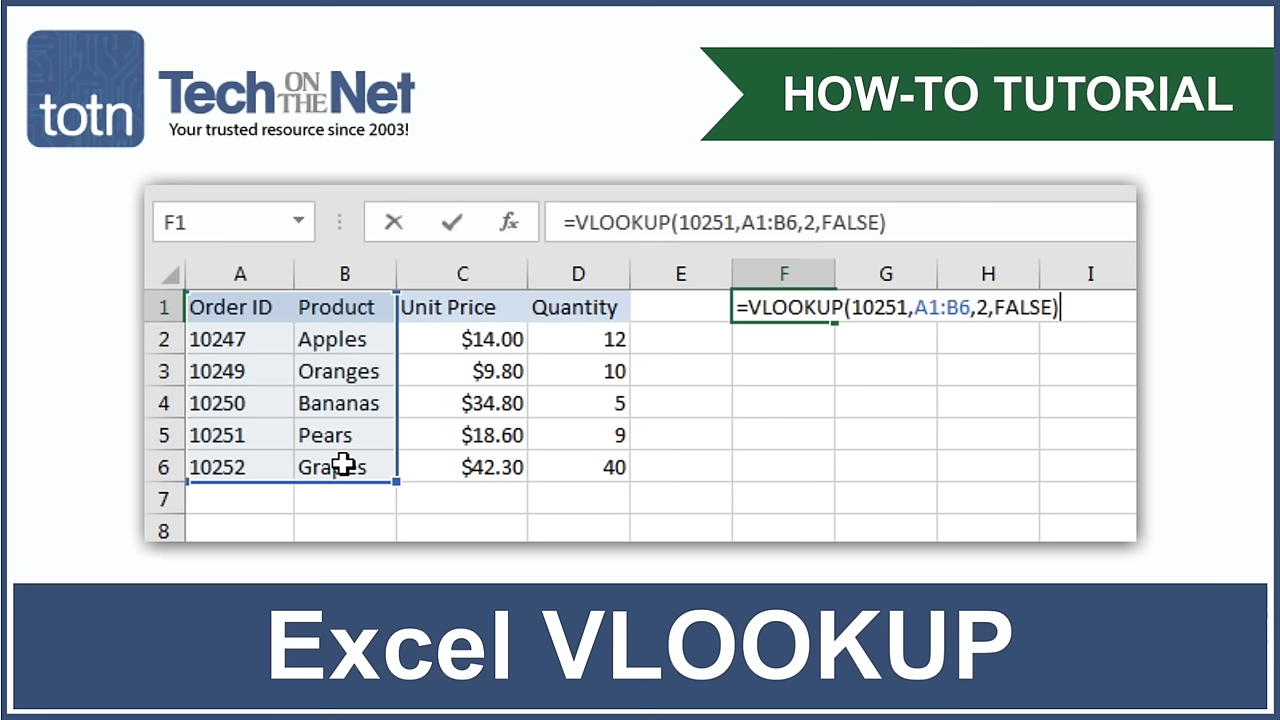 totn
Tech ON THE Net
Your trusted resource since 2003!
HOW-TO TUTORIAL
F1 fx =VLOOKUP(10251,A1:B6,2,FALSE)
A B C D E F G H I
1 Order ID Product Unit Price Quantity =VLOOKUP(10251,A1:B6,2,FALSE)
2 10247 Apples $14.00 12
3 10249 Oranges $9.80 10
4 10250 Bananas $34.80 5
5 10251 Pears $18.60 9
6 10252 Grapes $42.30 40
7
8
Excel VLOOKUP